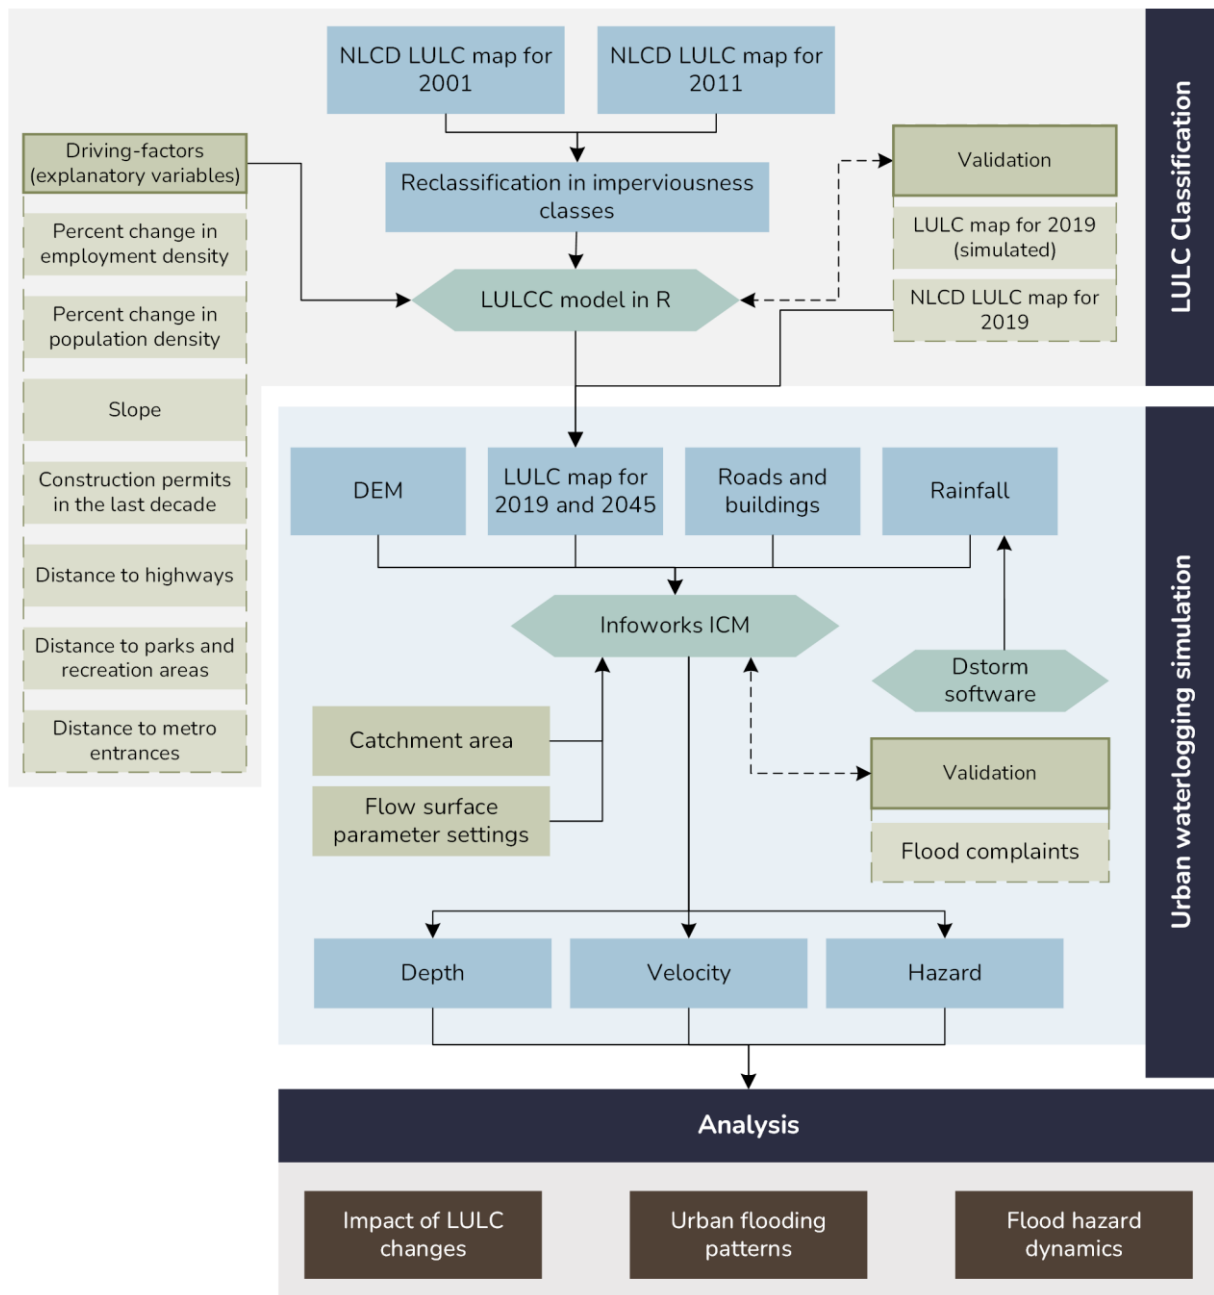 NLCD LULC map for
2001
NLCD LULC map for
2011
LULC Classification
Driving-factors
(explanatory variables)
Percent change in
employment density
Percent change in
population density
Slope
Construction permits
in the last decade
Distance to highways
Distance to parks and
recreation areas
Distance to metro
entrances
Reclassification in imperviousness
classes
LULCC model in R
Validation
LULC map for 2019
(simulated)
NLCD LULC map for
2019
Urban waterlogging simulation
DEM
LULC map for
2019 and 2045
Roads and
buildings
Rainfall
Infoworks ICM
Dstorm
software
Catchment area
Flow surface
parameter settings
Validation
Flood complaints
Depth
Velocity
Hazard
Analysis
Impact of LULC
changes
Urban flooding
patterns
Flood hazard
dynamics